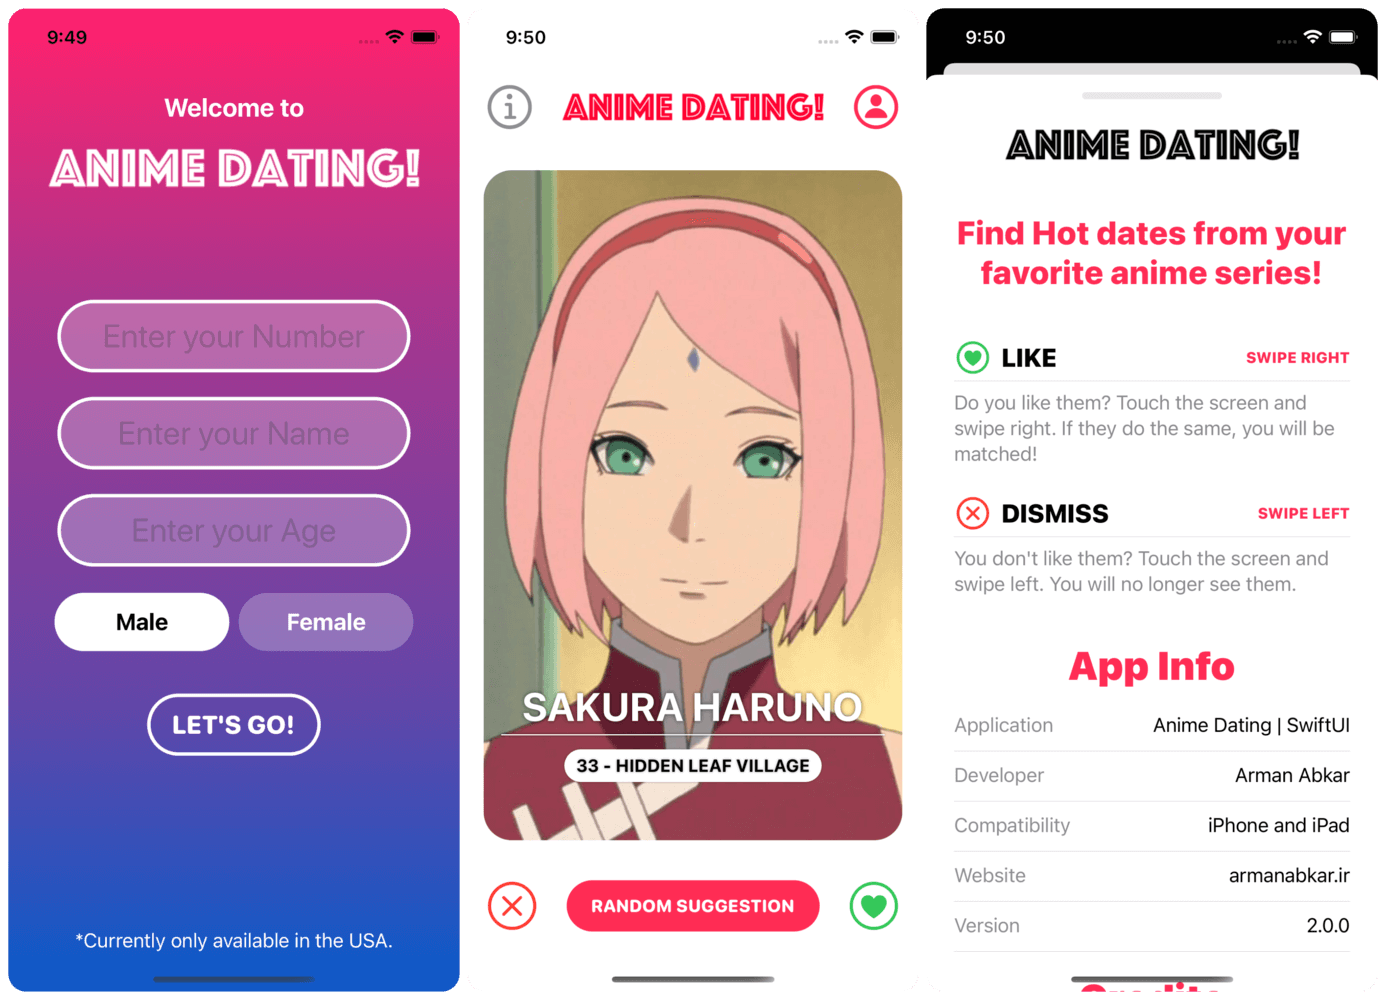 9:49
Welcome to
ANIME DATING!
Enter your Number
Enter your Name
Enter your Age
Male
Female
LET'S GO!
*Currently only available in the USA.
9:50
ANIME DATING!
SAKURA HARUNO
33 - HIDDEN LEAF VILLAGE
RANDOM SUGGESTION
9:50
ANIME DATING!
Find Hot dates from your
favorite anime series!
LIKE
SWIPE RIGHT
Do you like them? Touch the screen and
swipe right. If they do the same, you will be
matched!
DISMISS
SWIPE LEFT
You don't like them? Touch the screen and
swipe left. You will no longer see them.
App Info
Application Anime Dating | SwiftUI
Developer Arman Abkar
Compatibility iPhone and iPad
Website armanabkar.ir
Version 2.0.0